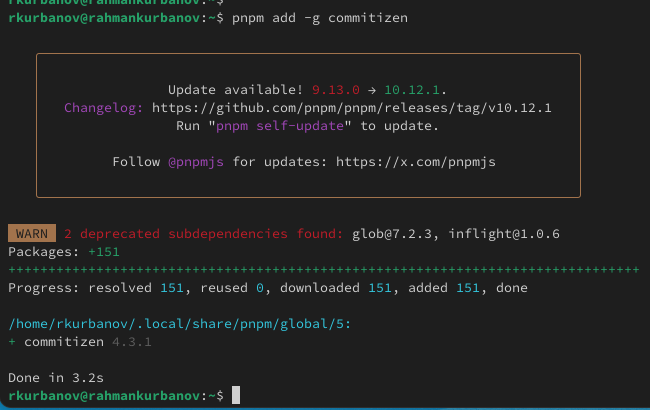 rkurbanov@rahmankurbanov:~$
rkurbanov@rahmankurbanov:~$ pnpm add -g commitizen
Update available! 9.13.0 → 10.12.1.
Changelog: https://github.com/pnpm/pnpm/releases/tag/v10.12.1
Run "pnpm self-update" to update.
Follow @pnpmjs for updates: https://x.com/pnpmjs
WARN 2 deprecated subdependencies found: glob@7.2.3, inflight@1.0.6
Packages: +151
++++++++++++++++++++++++++++++++++++++++++++++++++++++++++++++++++++++++++++++++
Progress: resolved 151, reused 0, downloaded 151, added 151, done
/home/rkurbanov/.local/share/pnpm/global/5:
+ commitizen 4.3.1
Done in 3.2s
rkurbanov@rahmankurbanov:~$